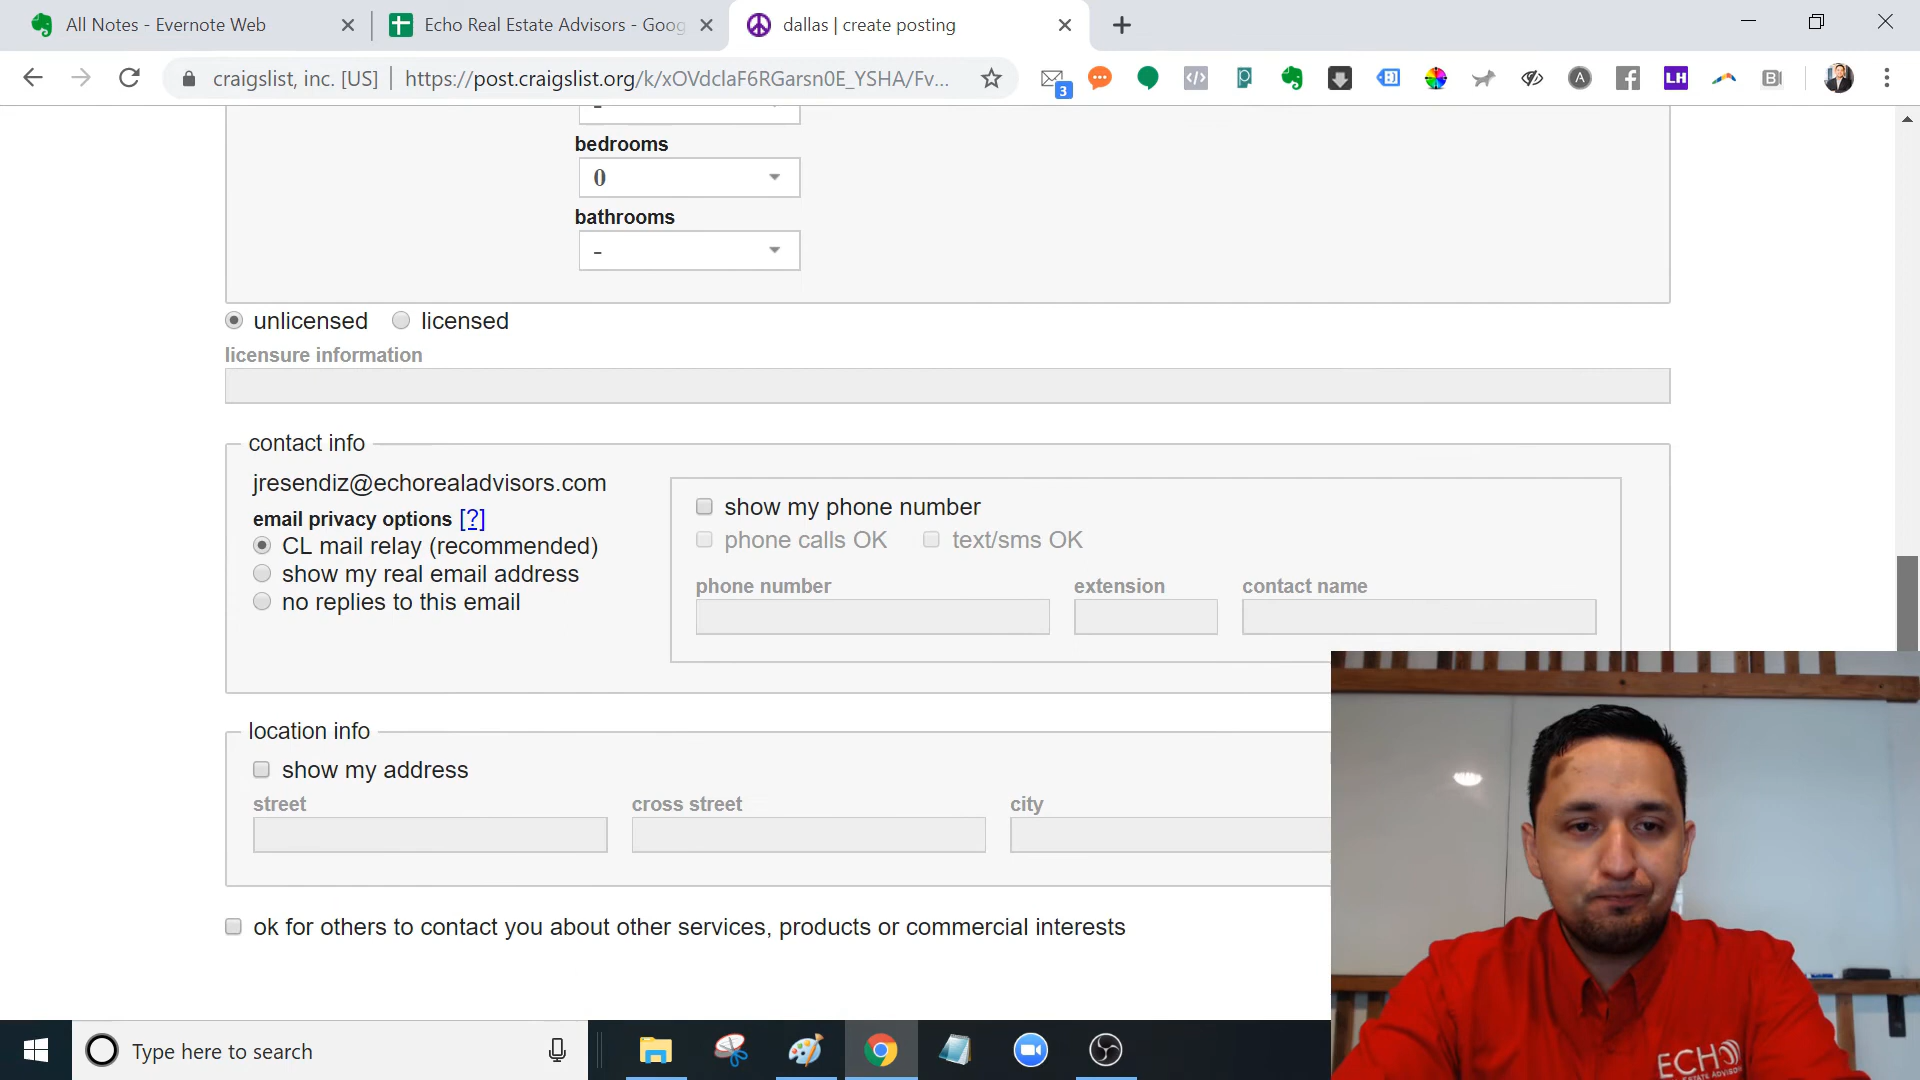 All Notes - Evernote Web
Echo Real Estate Advisors - Goog
dallas | create posting
craigslist, inc. [US] | https://post.craigslist.org/k/xOVdclaF6RGarsn0E_YSHA/Fv...
3
LH
bedrooms
0
bathrooms
-
unlicensed licensed
licensure information
contact info
jresendiz@echorealadvisors.com
email privacy options [?]
CL mail relay (recommended)
show my real email address
no replies to this email
show my phone number
phone calls OK text/sms OK
phone number extension contact name
location info
show my address
street cross street city
ok for others to contact you about other services, products or commercial interests
Type here to search
ECHO
ESTATE ADVISOR